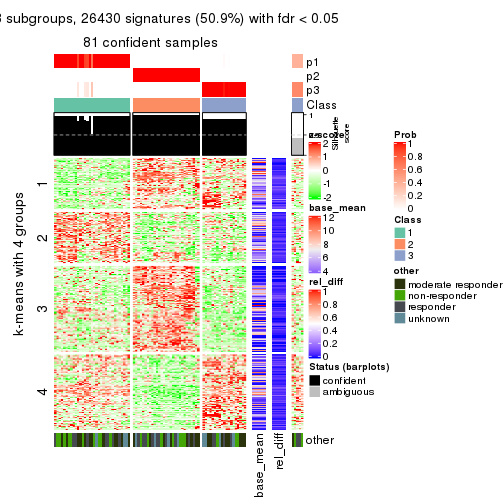 3 subgroups, 26430 signatures (50.9%) with fdr < 0.05
81 confident samples
p1
p2
p3
Class
1
Silhouette
score
z-score
2
1
0
-1
-2
base_mean
12
10
8
6
4
rel_diff
1
0.8
0.6
0.4
0.2
0
Status (barplots)
confident
ambiguous
Prob
1
0.8
0.6
0.4
0.2
0
Class
1
2
3
other
moderate responder
non-responder
responder
unknown
k-means with 4 groups
1
2
3
4
other
base_mean
rel_diff